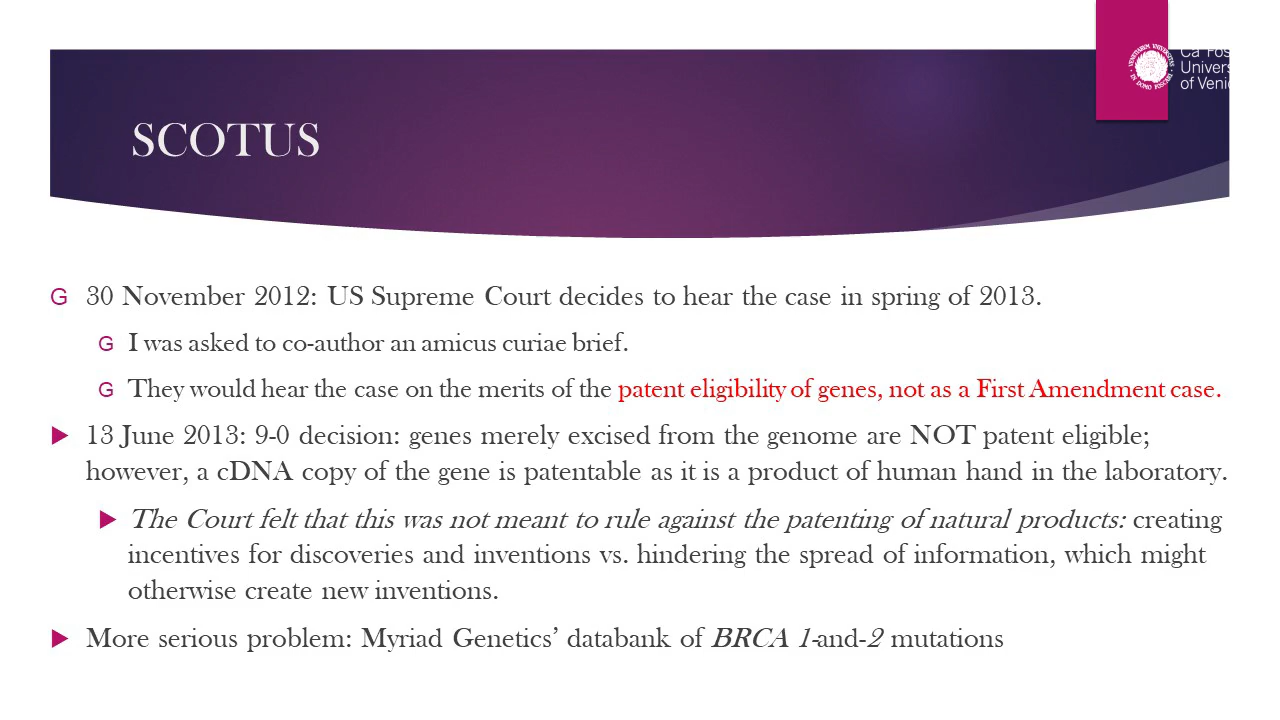 Ca' Fos
Univers
of Veni
SCOTUS
G 30 November 2012: US Supreme Court decides to hear the case in spring of 2013.
G I was asked to co-author an amicus curiae brief.
G They would hear the case on the merits of the patent eligibility of genes, not as a First Amendment case.
13 June 2013: 9-0 decision: genes merely excised from the genome are NOT patent eligible;
however, a cDNA copy of the gene is patentable as it is a product of human hand in the laboratory.
The Court felt that this was not meant to rule against the patenting of natural products: creating
incentives for discoveries and inventions vs. hindering the spread of information, which might
otherwise create new inventions.
More serious problem: Myriad Genetics’ databank of BRCA 1-and-2 mutations